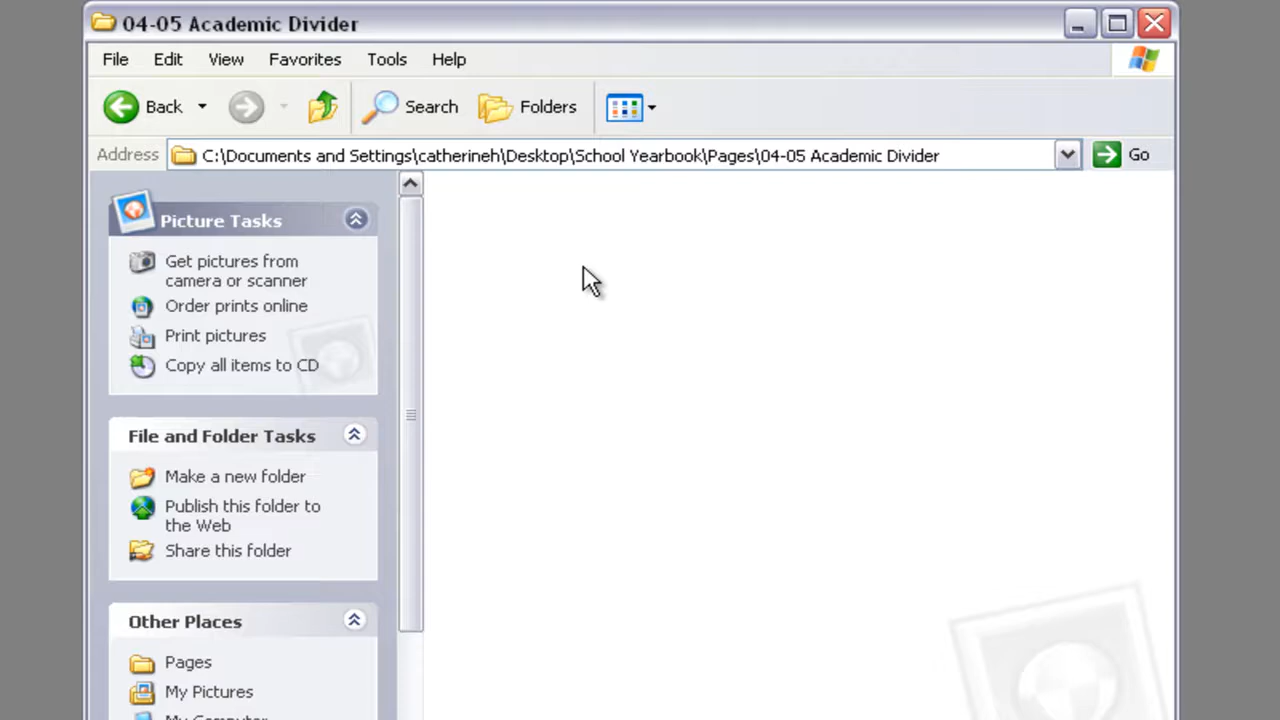 04-05 Academic Divider
File Edit View Favorites Tools Help
Back Search Folders
Address C:\Documents and Settings\catherineh\Desktop\School Yearbook\Pages\04-05 Academic Divider Go
Picture Tasks
Get pictures from
camera or scanner
Order prints online
Print pictures
Copy all items to CD
File and Folder Tasks
Make a new folder
Publish this folder to
the Web
Share this folder
Other Places
Pages
My Pictures
My Computer